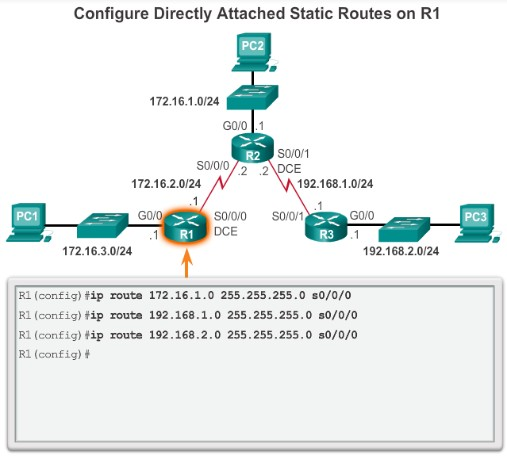 Configure Directly Attached Static Routes on R1
PC2
172.16.1.0/24
G0/0 .1
R2
S0/0/0 .2 .2 S0/0/1
DCE
172.16.2.0/24
192.168.1.0/24
.1
.1
PC1
G0/0
.1
R1
S0/0/0
DCE
S0/0/1
R3
G0/0
.1
PC3
172.16.3.0/24
192.168.2.0/24
R1(config)#ip route 172.16.1.0 255.255.255.0 s0/0/0
R1(config)#ip route 192.168.1.0 255.255.255.0 s0/0/0
R1(config)#ip route 192.168.2.0 255.255.255.0 s0/0/0
R1(config)#